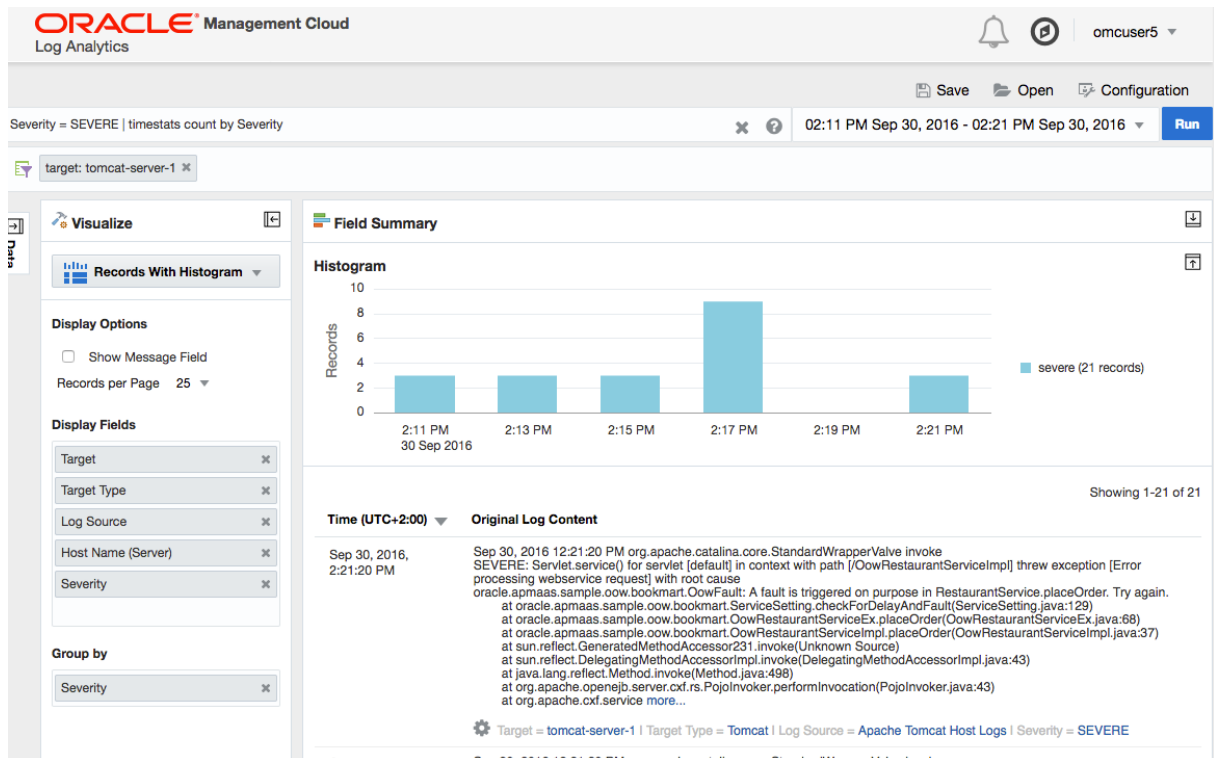 ORACLE® Management Cloud
Log Analytics
omcuser5
Save
Open
Configuration
Severity = SEVERE | timestats count by Severity
02:11 PM Sep 30, 2016 - 02:21 PM Sep 30, 2016
Run
target: tomcat-server-1
Data
Visualize
Records With Histogram
Display Options
Show Message Field
Records per Page 25
Display Fields
Target
Target Type
Log Source
Host Name (Server)
Severity
Group by
Severity
Field Summary
Histogram
Records
10
8
6
4
2
0
2:11 PM
30 Sep 2016
2:13 PM
2:15 PM
2:17 PM
2:19 PM
2:21 PM
severe (21 records)
Showing 1-21 of 21
Time (UTC+2:00)
Original Log Content
Sep 30, 2016,
2:21:20 PM
Sep 30, 2016 12:21:20 PM org.apache.catalina.core.StandardWrapperValve invoke
SEVERE: Servlet.service() for servlet [default] in context with path [/OowRestaurantServiceImpl] threw exception [Error
processing webservice request] with root cause
oracle.apmaas.sample.oow.bookmart.OowFault: A fault is triggered on purpose in RestaurantService.placeOrder. Try again.
at oracle.apmaas.sample.oow.bookmart.ServiceSetting.checkForDelayAndFault(ServiceSetting.java:129)
at oracle.apmaas.sample.oow.bookmart.OowRestaurantServiceEx.placeOrder(OowRestaurantServiceEx.java:68)
at oracle.apmaas.sample.oow.bookmart.OowRestaurantServiceImpl.placeOrder(OowRestaurantServiceImpl.java:37)
at sun.reflect.GeneratedMethodAccessor231.invoke(Unknown Source)
at sun.reflect.DelegatingMethodAccessorImpl.invoke(DelegatingMethodAccessorImpl.java:43)
at java.lang.reflect.Method.invoke(Method.java:498)
at org.apache.openejb.server.cxf.rs.PojoInvoker.performInvocation(PojoInvoker.java:43)
at org.apache.cxf.service more...
Target = tomcat-server-1 | Target Type = Tomcat | Log Source = Apache Tomcat Host Logs | Severity = SEVERE